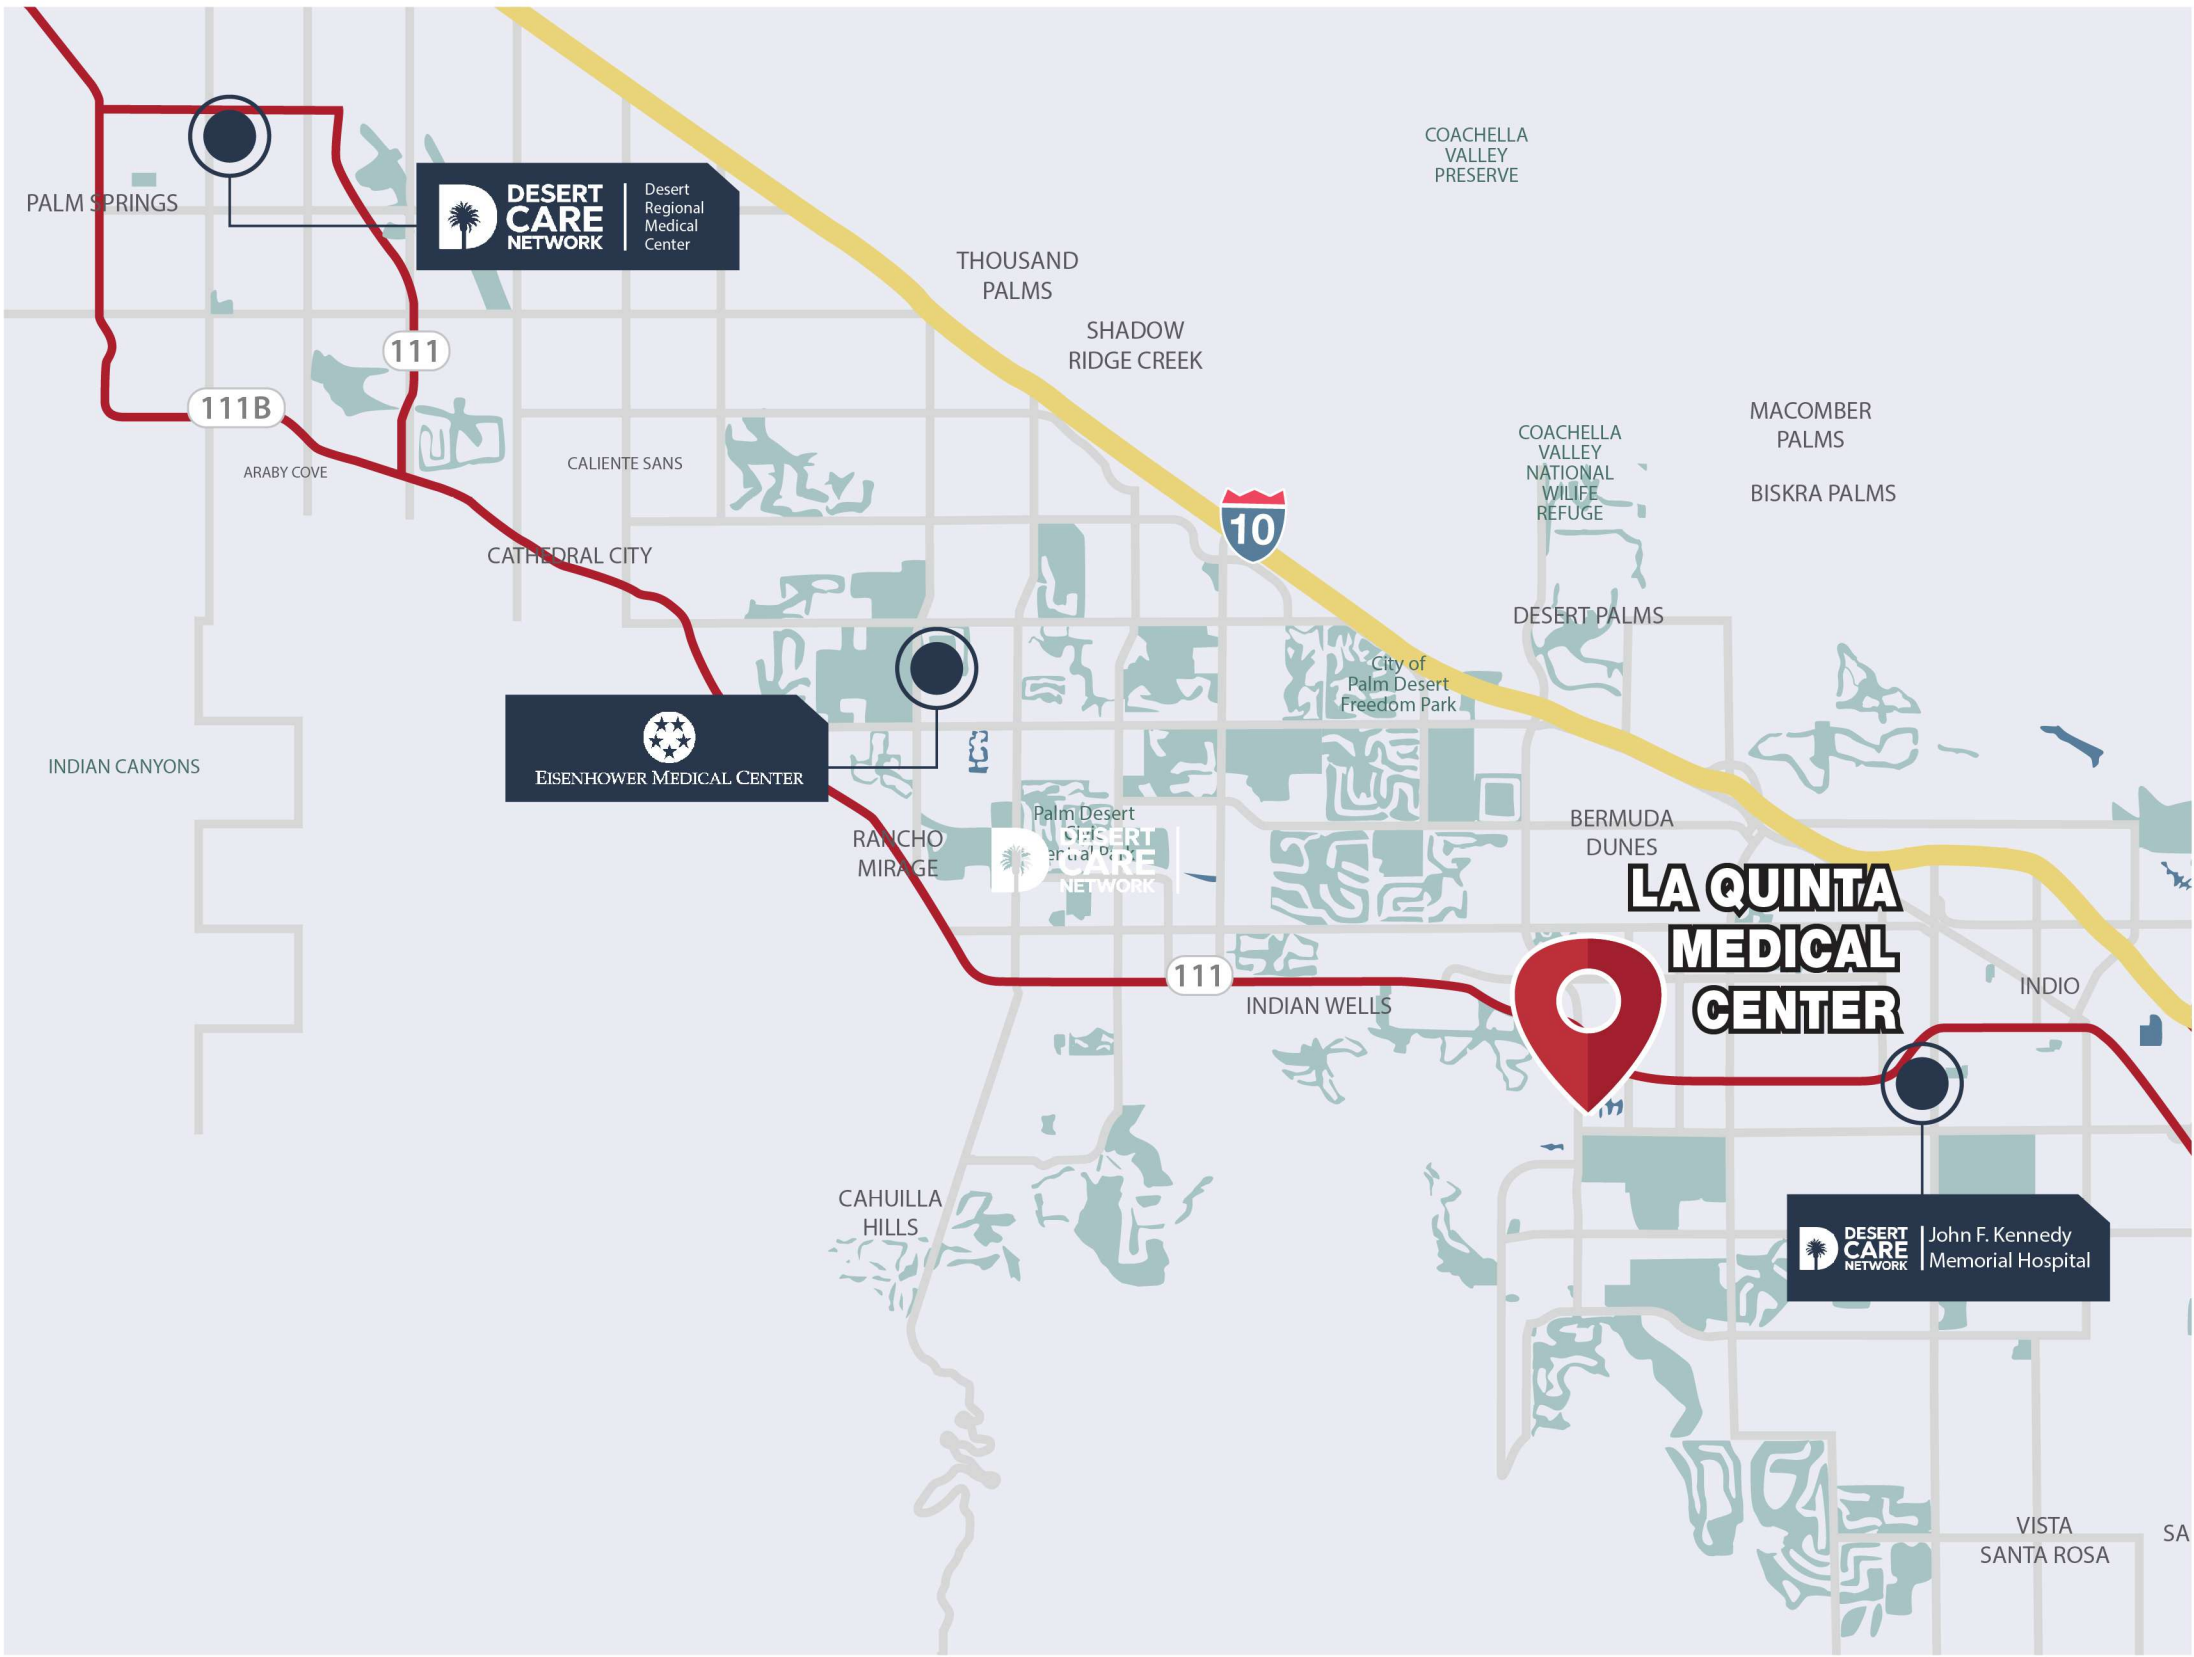 COACHELLA
VALLEY
PRESERVE
PALM SPRINGS
DESERT
CARE
NETWORK
Desert
Regional
Medical
Center
THOUSAND
PALMS
SHADOW
RIDGE CREEK
111
111B
ARABY COVE
CALIENTE SANS
MACOMBER
PALMS
COACHELLA
VALLEY
NATIONAL
WILIFE
REFUGE
BISKRA PALMS
10
CATHEDRAL CITY
DESERT PALMS
City of
Palm Desert
Freedom Park
INDIAN CANYONS
EISENHOWER MEDICAL CENTER
RANCHO
MIRAGE
Palm Desert
DESERT
CARE
NETWORK
BERMUDA
DUNES
LA QUINTA
MEDICAL
CENTER
111
INDIAN WELLS
INDIO
CAHUILLA
HILLS
DESERT
CARE
NETWORK
John F. Kennedy
Memorial Hospital
VISTA
SANTA ROSA
SA